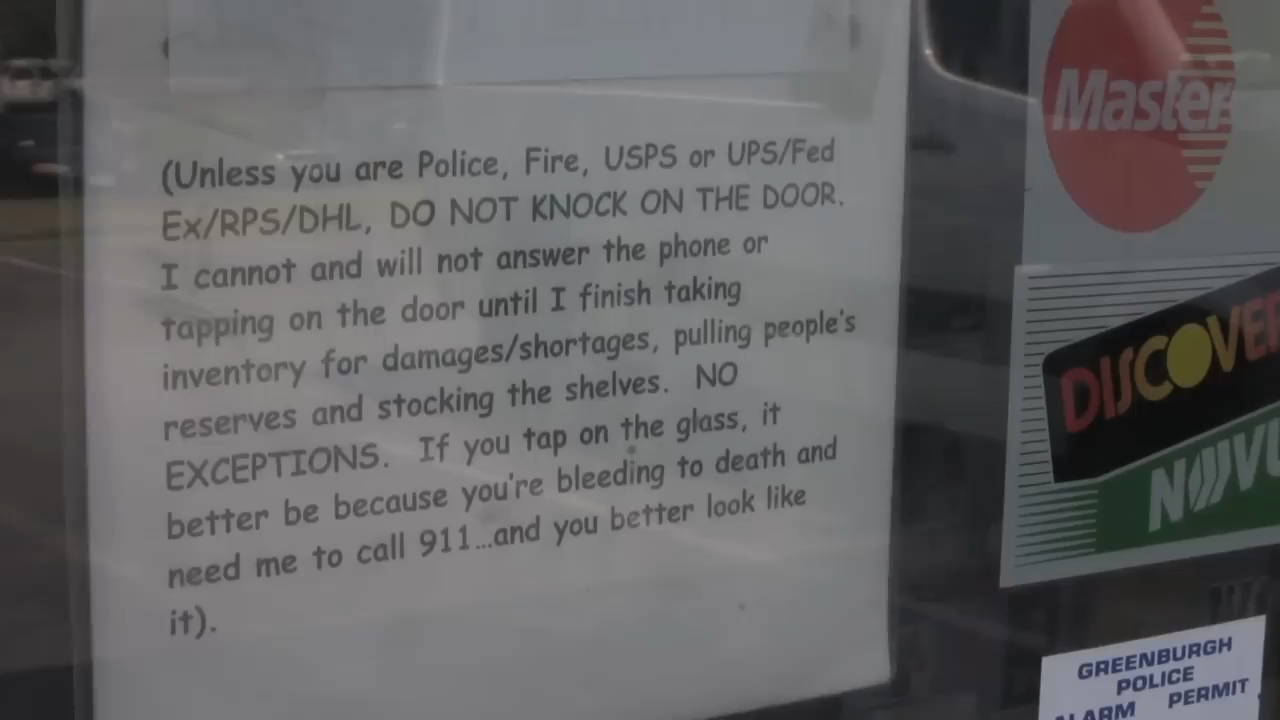 (Unless you are Police, Fire, USPS or UPS/Fed
Ex/RPS/DHL, DO NOT KNOCK ON THE DOOR.
I cannot and will not answer the phone or
tapping on the door until I finish taking
inventory for damages/shortages, pulling people's
reserves and stocking the shelves. NO
EXCEPTIONS. If you tap on the glass, it
better be because you're bleeding to death and
need me to call 911...and you better look like
it).
Master
DISCOVER
NOVU
GREENBURGH
POLICE
ALARM PERMIT